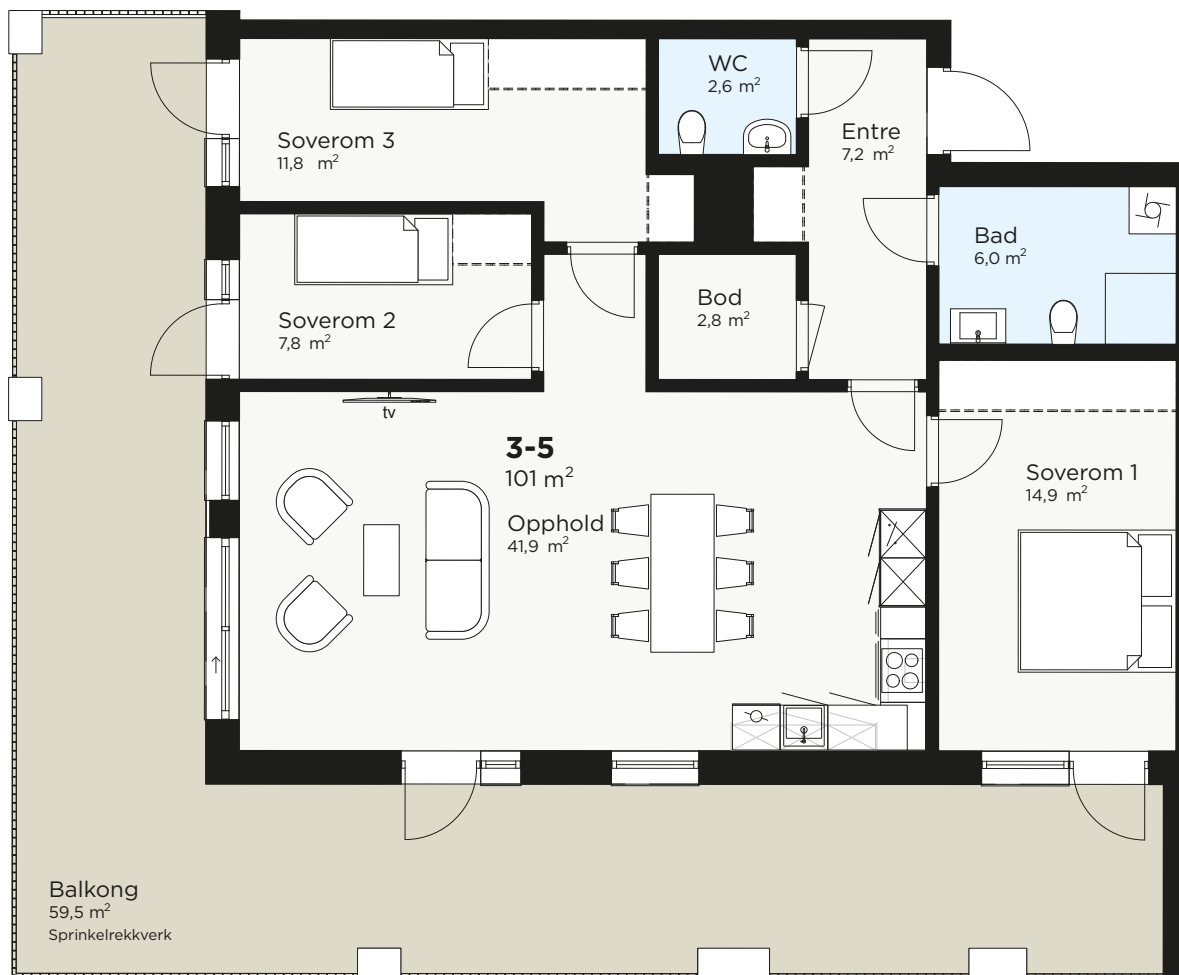 WC
2,6 m²
Soverom 3
11,8 m²
Entre
7,2 m²
Bad
6,0 m²
Bod
2,8 m²
Soverom 2
7,8 m²
tv
3-5
101 m²
Opphold
41,9 m²
Soverom 1
14,9 m²
Balkong
59,5 m²
Sprinkelrekkverk